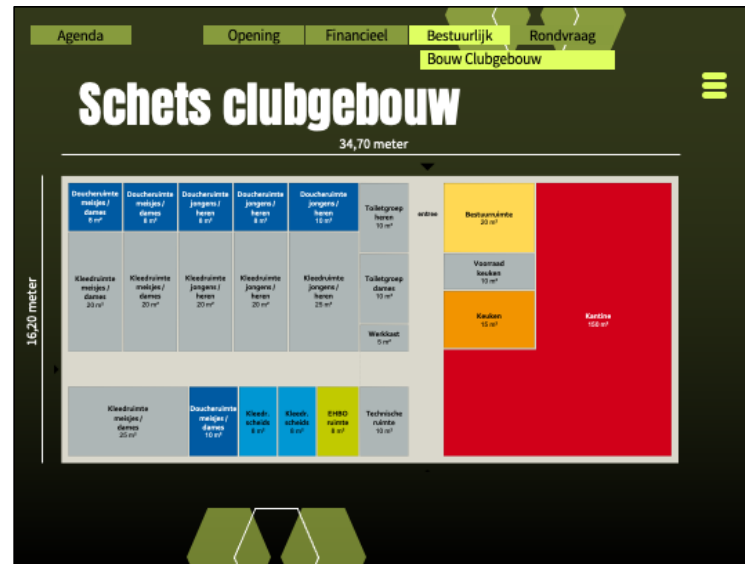 Agenda
Opening
Financieel
Bestuurlijk
Rondvraag
Bouw Clubgebouw
Schets clubgebouw
34,70 meter
16,20 meter
Doucheruimte
meisjes /
dames
8 m²
Doucheruimte
meisjes /
dames
8 m²
Doucheruimte
jongens /
heren
8 m²
Doucheruimte
jongens /
heren
8 m²
Doucheruimte
jongens /
heren
10 m²
Toiletgroep
heren
10 m²
entree
Bestuursruimte
20 m²
Kleedruimte
meisjes /
dames
20 m²
Kleedruimte
meisjes /
dames
20 m²
Kleedruimte
jongens /
heren
20 m²
Kleedruimte
jongens /
heren
20 m²
Kleedruimte
jongens /
heren
25 m²
Toiletgroep
dames
10 m²
Voorraad
keuken
10 m²
Werkkast
5 m²
Keuken
15 m²
Kantine
150 m²
Kleedruimte
meisjes /
dames
25 m²
Doucheruimte
meisjes /
dames
10 m²
Kleedr.
scheids
Kleedr.
scheids
EHBO
ruimte
8 m²
Technische
ruimte
10 m²